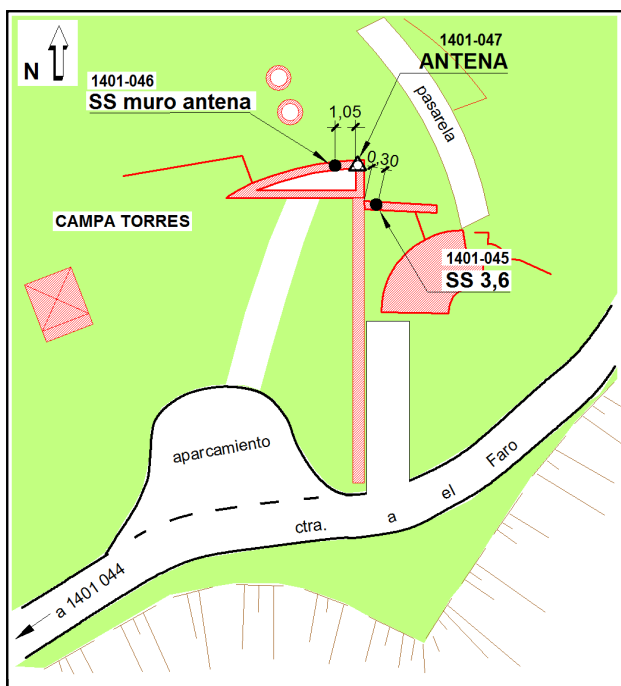 N
1401-047
ANTENA
1401-046
SS muro antena
1,05
0,30
pasarela
CAMPA TORRES
1401-045
SS 3,6
aparcamiento
ctra. a el Faro
a 1401 044